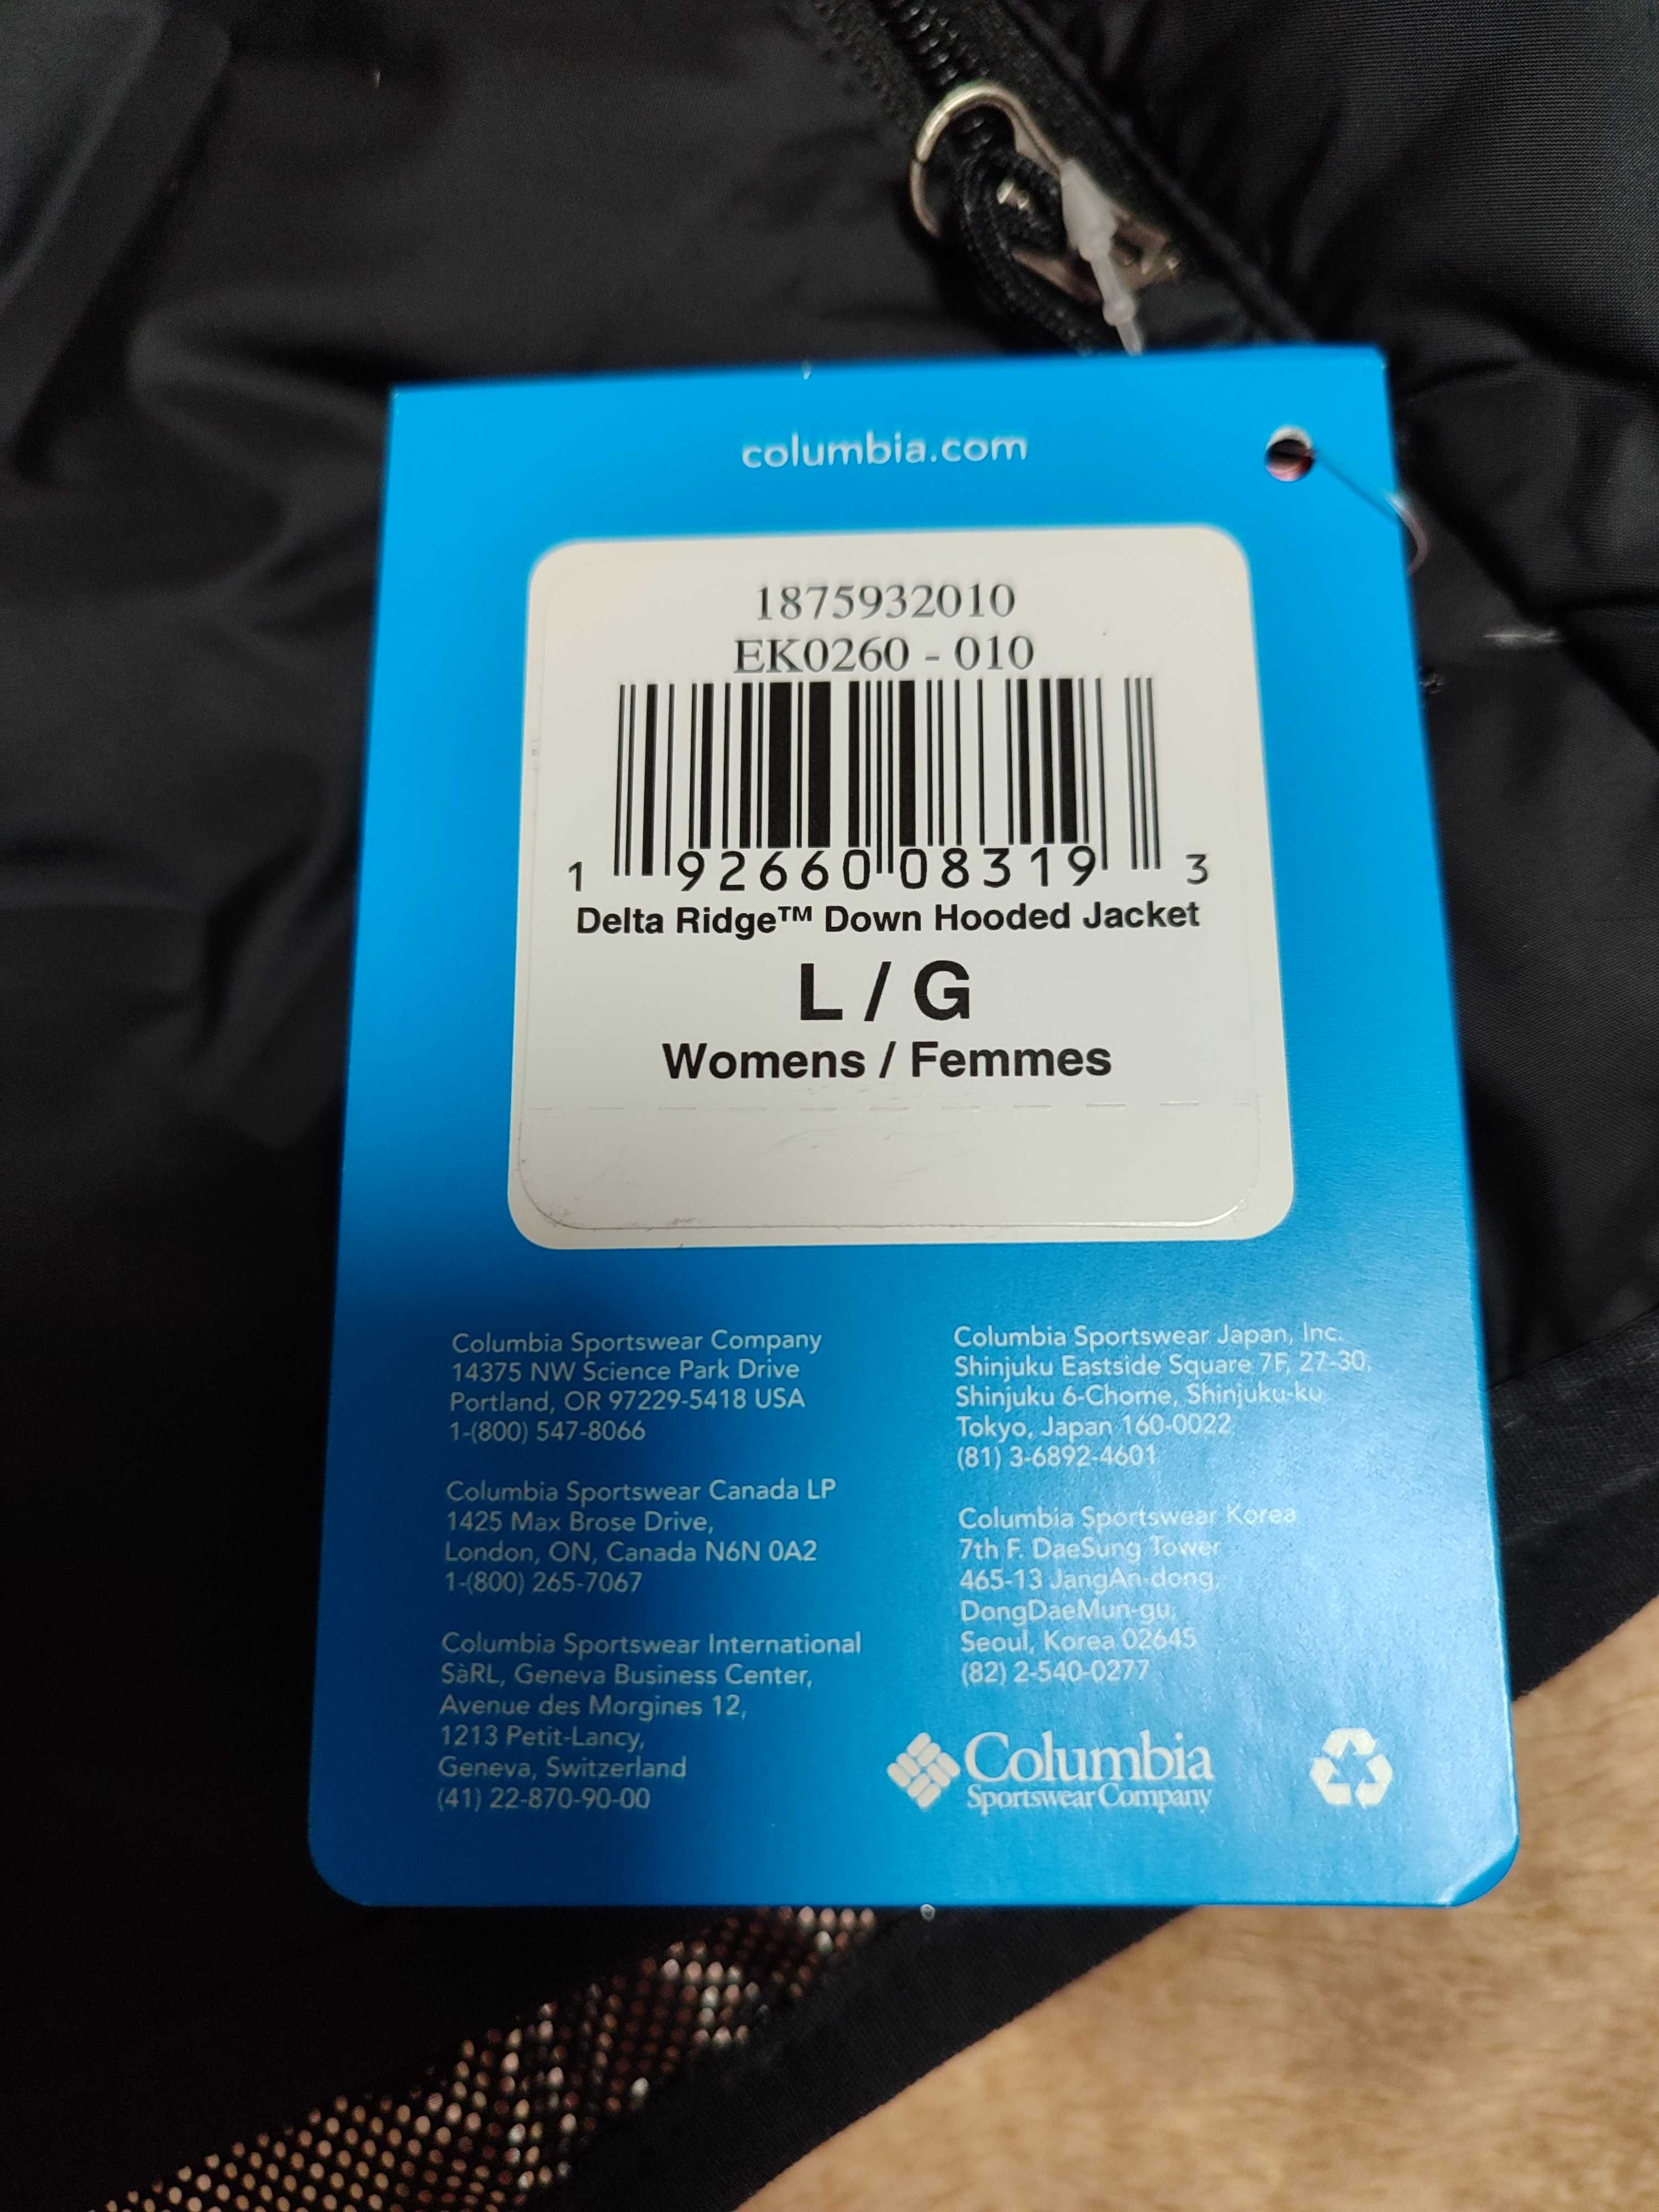 columbia.com
1875932010
EK0260 - 010
1 92660 08319 3
Delta Ridge™ Down Hooded Jacket
L / G
Womens / Femmes
Columbia Sportswear Company
14375 NW Science Park Drive
Portland, OR 97229-5418 USA
1-(800) 547-8066
Columbia Sportswear Canada LP
1425 Max Brose Drive,
London, ON, Canada N6N 0A2
1-(800) 265-7067
Columbia Sportswear International
SàRL, Geneva Business Center,
Avenue des Morgines 12,
1213 Petit-Lancy,
Geneva, Switzerland
(41) 22-870-90-00
Columbia Sportswear Japan, Inc.
Shinjuku Eastside Square 7F, 27-30,
Shinjuku 6-Chome, Shinjuku-ku
Tokyo, Japan 160-0022
(81) 3-6892-4601
Columbia Sportswear Korea
7th F. DaeSung Tower
465-13 JangAn-dong,
DongDaeMun-gu,
Seoul, Korea 02645
(82) 2-540-0277
Columbia
Sportswear Company